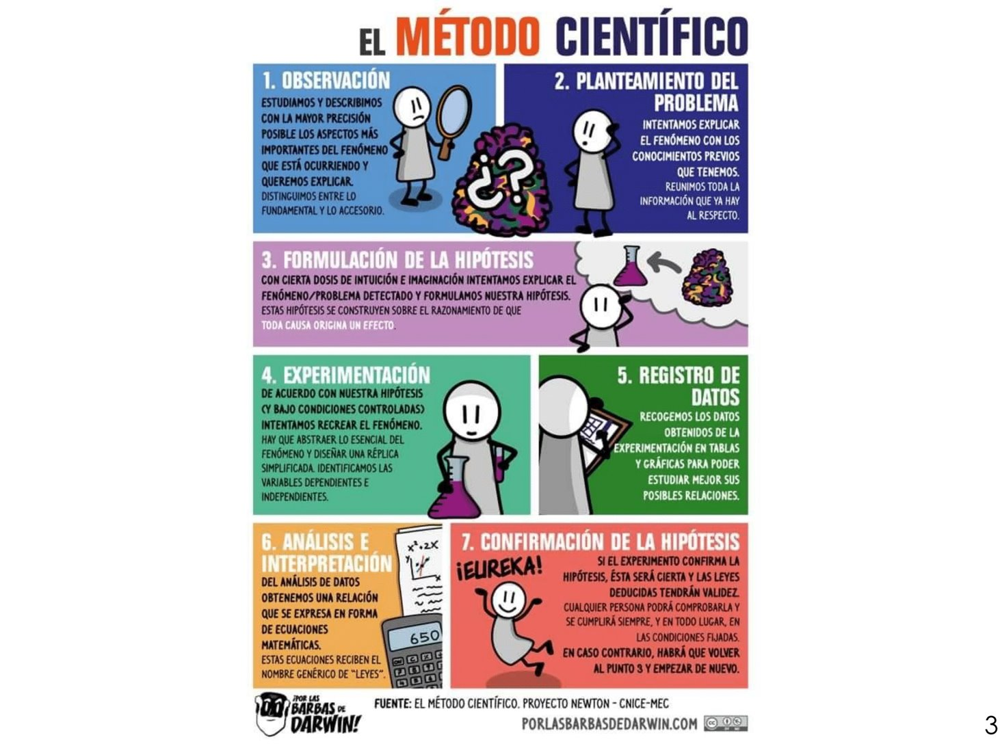 EL MÉTODO CIENTÍFICO
1. OBSERVACIÓN
ESTUDIAMOS Y DESCRIBIMOS
CON LA MAYOR PRECISIÓN
POSIBLE LOS ASPECTOS MÁS
IMPORTANTES DEL FENÓMENO
QUE ESTÁ OCURRIENDO Y
QUEREMOS EXPLICAR.
DISTINGUIMOS ENTRE LO
FUNDAMENTAL Y LO ACCESORIO.
¿?
2. PLANTEAMIENTO DEL
PROBLEMA
INTENTAMOS EXPLICAR
EL FENÓMENO CON LOS
CONOCIMIENTOS PREVIOS
QUE TENEMOS.
REUNIMOS TODA LA
INFORMACIÓN QUE YA HAY
AL RESPECTO.
3. FORMULACIÓN DE LA HIPÓTESIS
CON CIERTA DOSIS DE INTUICIÓN E IMAGINACIÓN INTENTAMOS EXPLICAR EL
FENÓMENO/PROBLEMA DETECTADO Y FORMULAMOS NUESTRA HIPÓTESIS.
ESTAS HIPÓTESIS SE CONSTRUYEN SOBRE EL RAZONAMIENTO DE QUE
TODA CAUSA ORIGINA UN EFECTO.
4. EXPERIMENTACIÓN
DE ACUERDO CON NUESTRA HIPÓTESIS
(Y BAJO CONDICIONES CONTROLADAS)
INTENTAMOS RECREAR EL FENÓMENO.
HAY QUE ABSTRAER LO ESENCIAL DEL
FENÓMENO Y DISEÑAR UNA RÉPLICA
SIMPLIFICADA. IDENTIFICAMOS LAS
VARIABLES DEPENDIENTES E
INDEPENDIENTES.
5. REGISTRO DE
DATOS
RECOGEMOS LOS DATOS
OBTENIDOS DE LA
EXPERIMENTACIÓN EN TABLAS
Y GRÁFICAS PARA PODER
ESTUDIAR MEJOR SUS
POSIBLES RELACIONES.
6. ANÁLISIS E
INTERPRETACIÓN
DEL ANÁLISIS DE DATOS
OBTENEMOS UNA RELACIÓN
QUE SE EXPRESA EN FORMA
DE ECUACIONES
MATEMÁTICAS.
ESTAS ECUACIONES RECIBEN EL
NOMBRE GENÉRICO DE "LEYES".
x²+2x
y
650
7. CONFIRMACIÓN DE LA HIPÓTESIS
¡EUREKA!
SI EL EXPERIMENTO CONFIRMA LA
HIPÓTESIS, ÉSTA SERÁ CIERTA Y LAS LEYES
DEDUCIDAS TENDRÁN VALIDEZ.
CUALQUIER PERSONA PODRÁ COMPROBARLA Y
SE CUMPLIRÁ SIEMPRE, Y EN TODO LUGAR, EN
LAS CONDICIONES FIJADAS.
EN CASO CONTRARIO, HABRÁ QUE VOLVER
AL PUNTO 3 Y EMPEZAR DE NUEVO.
¡POR LAS
BARBAS DE
DARWIN!
FUENTE: EL MÉTODO CIENTÍFICO. PROYECTO NEWTON - CNICE-MEC
PORLASBARBASDEDARWIN.COM
3